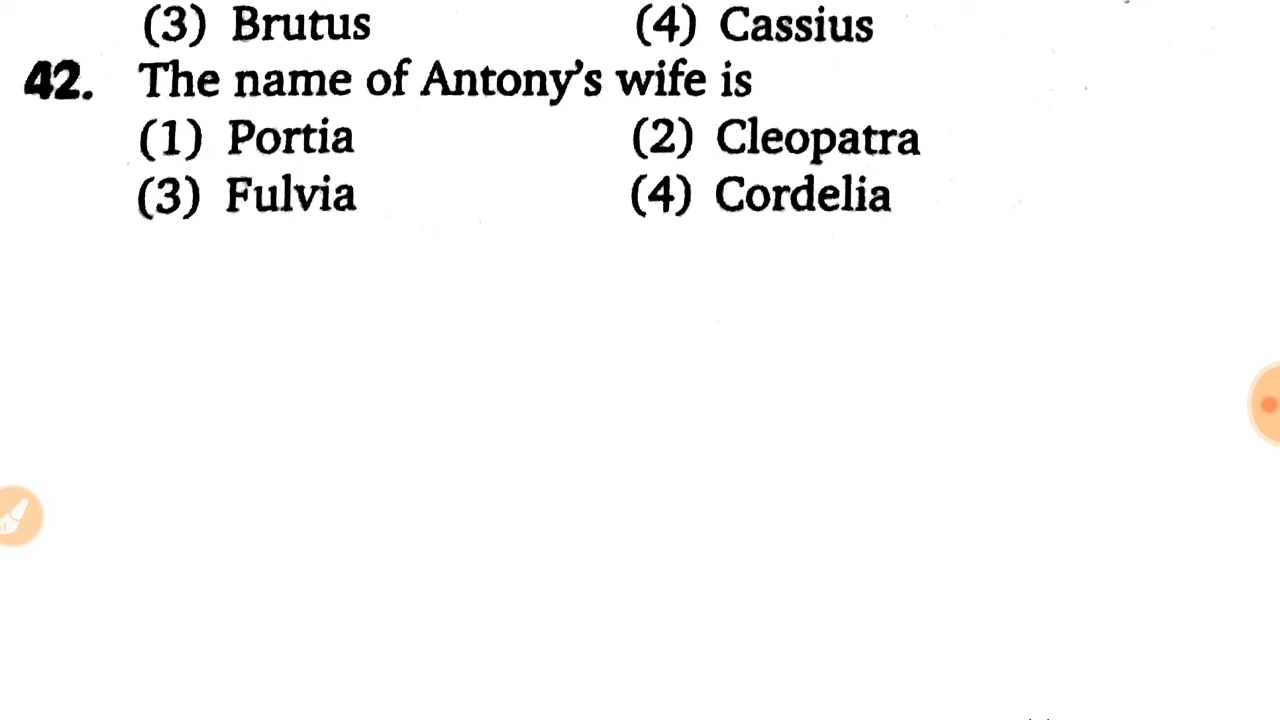 (3) Brutus (4) Cassius
42. The name of Antony's wife is
(1) Portia (2) Cleopatra
(3) Fulvia (4) Cordelia